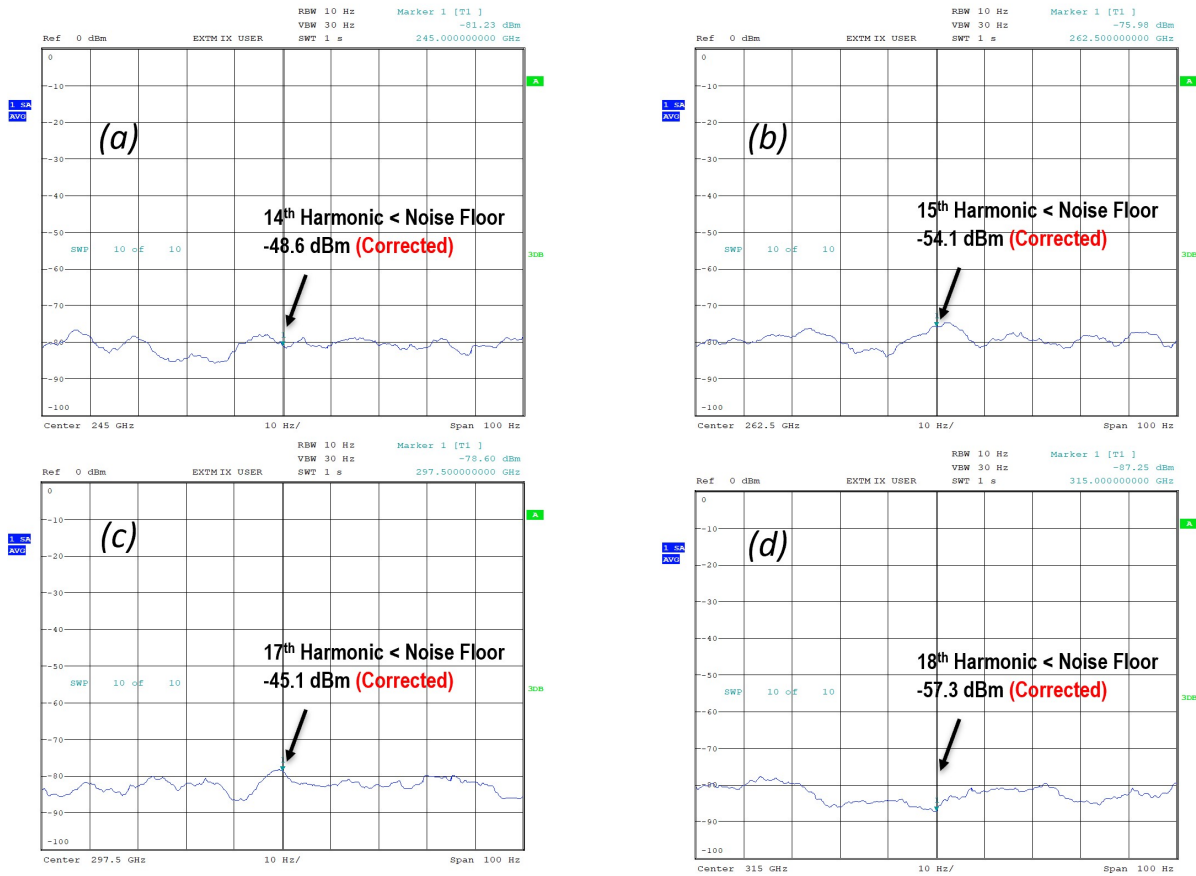 RBW 10 Hz Marker 1 [T1 ]
VBW 30 Hz -81.23 dBm
Ref 0 dBm EXTMIX USER SWT 1 s 245.000000000 GHz
0
-10
A
1 SA
AVG
-20
(a)
-30
-40
14th Harmonic < Noise Floor
-48.6 dBm (Corrected)
-50
SWP 10 of 10
3DB
-60
-70
1
-80
-90
-100
Center 245 GHz 10 Hz/ Span 100 Hz
RBW 10 Hz Marker 1 [T1 ]
VBW 30 Hz -75.98 dBm
Ref 0 dBm EXTMIX USER SWT 1 s 262.500000000 GHz
0
-10
A
1 SA
AVG
-20
(b)
-30
-40
15th Harmonic < Noise Floor
-54.1 dBm (Corrected)
-50
SWP 10 of 10
3DB
-60
-70
1
-80
-90
-100
Center 262.5 GHz 10 Hz/ Span 100 Hz
RBW 10 Hz Marker 1 [T1 ]
VBW 30 Hz -78.60 dBm
Ref 0 dBm EXTMIX USER SWT 1 s 297.500000000 GHz
0
-10
A
1 SA
AVG
-20
(c)
-30
-40
17th Harmonic < Noise Floor
-45.1 dBm (Corrected)
-50
SWP 10 of 10
3DB
-60
-70
1
-80
-90
-100
Center 297.5 GHz 10 Hz/ Span 100 Hz
RBW 10 Hz Marker 1 [T1 ]
VBW 30 Hz -87.25 dBm
Ref 0 dBm EXTMIX USER SWT 1 s 315.000000000 GHz
0
-10
A
1 SA
AVG
-20
(d)
-30
-40
18th Harmonic < Noise Floor
-57.3 dBm (Corrected)
-50
SWP 10 of 10
3DB
-60
-70
-80
1
-90
-100
Center 315 GHz 10 Hz/ Span 100 Hz